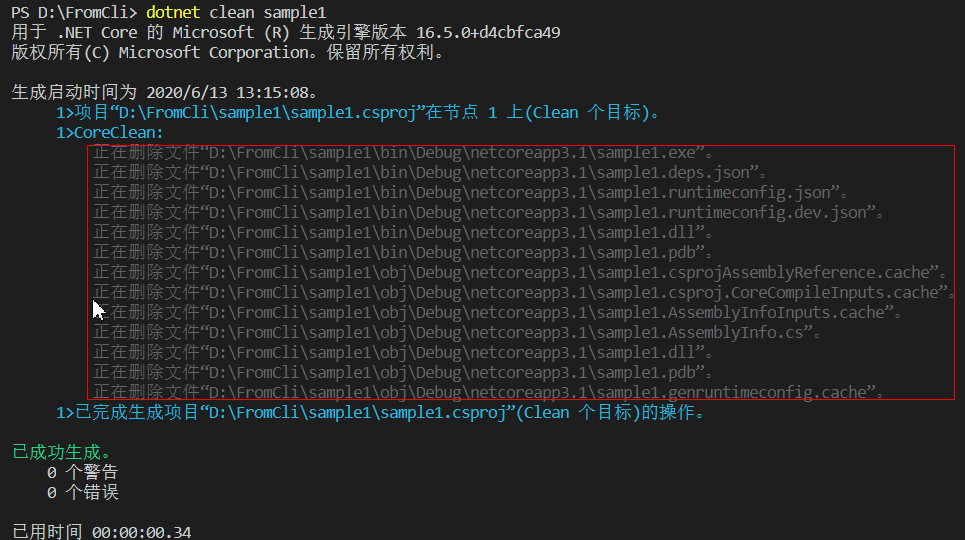 PS D:\FromCli> dotnet clean sample1
用于 .NET Core 的 Microsoft (R) 生成引擎版本 16.5.0+d4cbfca49
版权所有(C) Microsoft Corporation。保留所有权利。
生成启动时间为 2020/6/13 13:15:08。
1>项目“D:\FromCli\sample1\sample1.csproj”在节点 1 上(Clean 个目标)。
1>CoreClean:
正在删除文件“D:\FromCli\sample1\bin\Debug\netcoreapp3.1\sample1.exe”。
正在删除文件“D:\FromCli\sample1\bin\Debug\netcoreapp3.1\sample1.deps.json”。
正在删除文件“D:\FromCli\sample1\bin\Debug\netcoreapp3.1\sample1.runtimeconfig.json”。
正在删除文件“D:\FromCli\sample1\bin\Debug\netcoreapp3.1\sample1.runtimeconfig.dev.json”。
正在删除文件“D:\FromCli\sample1\bin\Debug\netcoreapp3.1\sample1.dll”。
正在删除文件“D:\FromCli\sample1\bin\Debug\netcoreapp3.1\sample1.pdb”。
正在删除文件“D:\FromCli\sample1\obj\Debug\netcoreapp3.1\sample1.csprojAssemblyReference.cache”。
正在删除文件“D:\FromCli\sample1\obj\Debug\netcoreapp3.1\sample1.csproj.CoreCompileInputs.cache”。
正在删除文件“D:\FromCli\sample1\obj\Debug\netcoreapp3.1\sample1.AssemblyInfoInputs.cache”。
正在删除文件“D:\FromCli\sample1\obj\Debug\netcoreapp3.1\sample1.AssemblyInfo.cs”。
正在删除文件“D:\FromCli\sample1\obj\Debug\netcoreapp3.1\sample1.dll”。
正在删除文件“D:\FromCli\sample1\obj\Debug\netcoreapp3.1\sample1.pdb”。
正在删除文件“D:\FromCli\sample1\obj\Debug\netcoreapp3.1\sample1.genruntimeconfig.cache”。
1>已完成生成项目“D:\FromCli\sample1\sample1.csproj”(Clean 个目标)的操作。
已成功生成。
0 个警告
0 个错误
已用时间 00:00:00.34